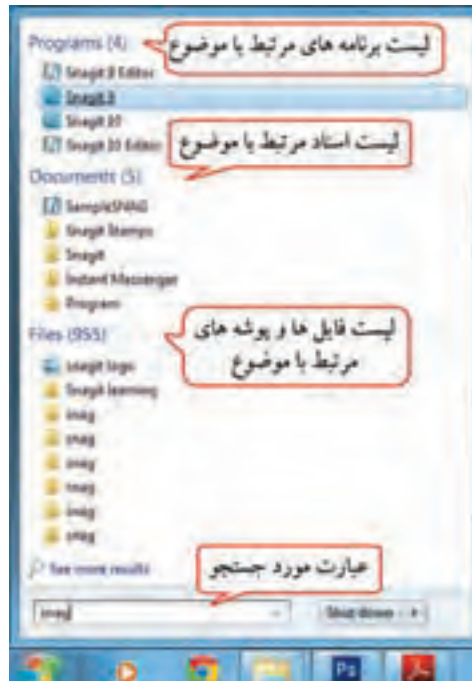 Programs (4)
لیست برنامه های مرتبط با موضوع
Snagit 8 Editor
Snagit 8
Snagit 10
Snagit 10 Editor
لیست اسناد مرتبط با موضوع
Documents (5)
SampleSNAG
Snagit Stamps
Snagit
Instant Messenger
Program
Files (955)
لیست فایل ها و پوشه های
مرتبط با موضوع
snagit logo
Snagit learning
snag
snag
snag
snag
snag
snag
See more results
عبارت مورد جستجو
snag
Shut down
Ps